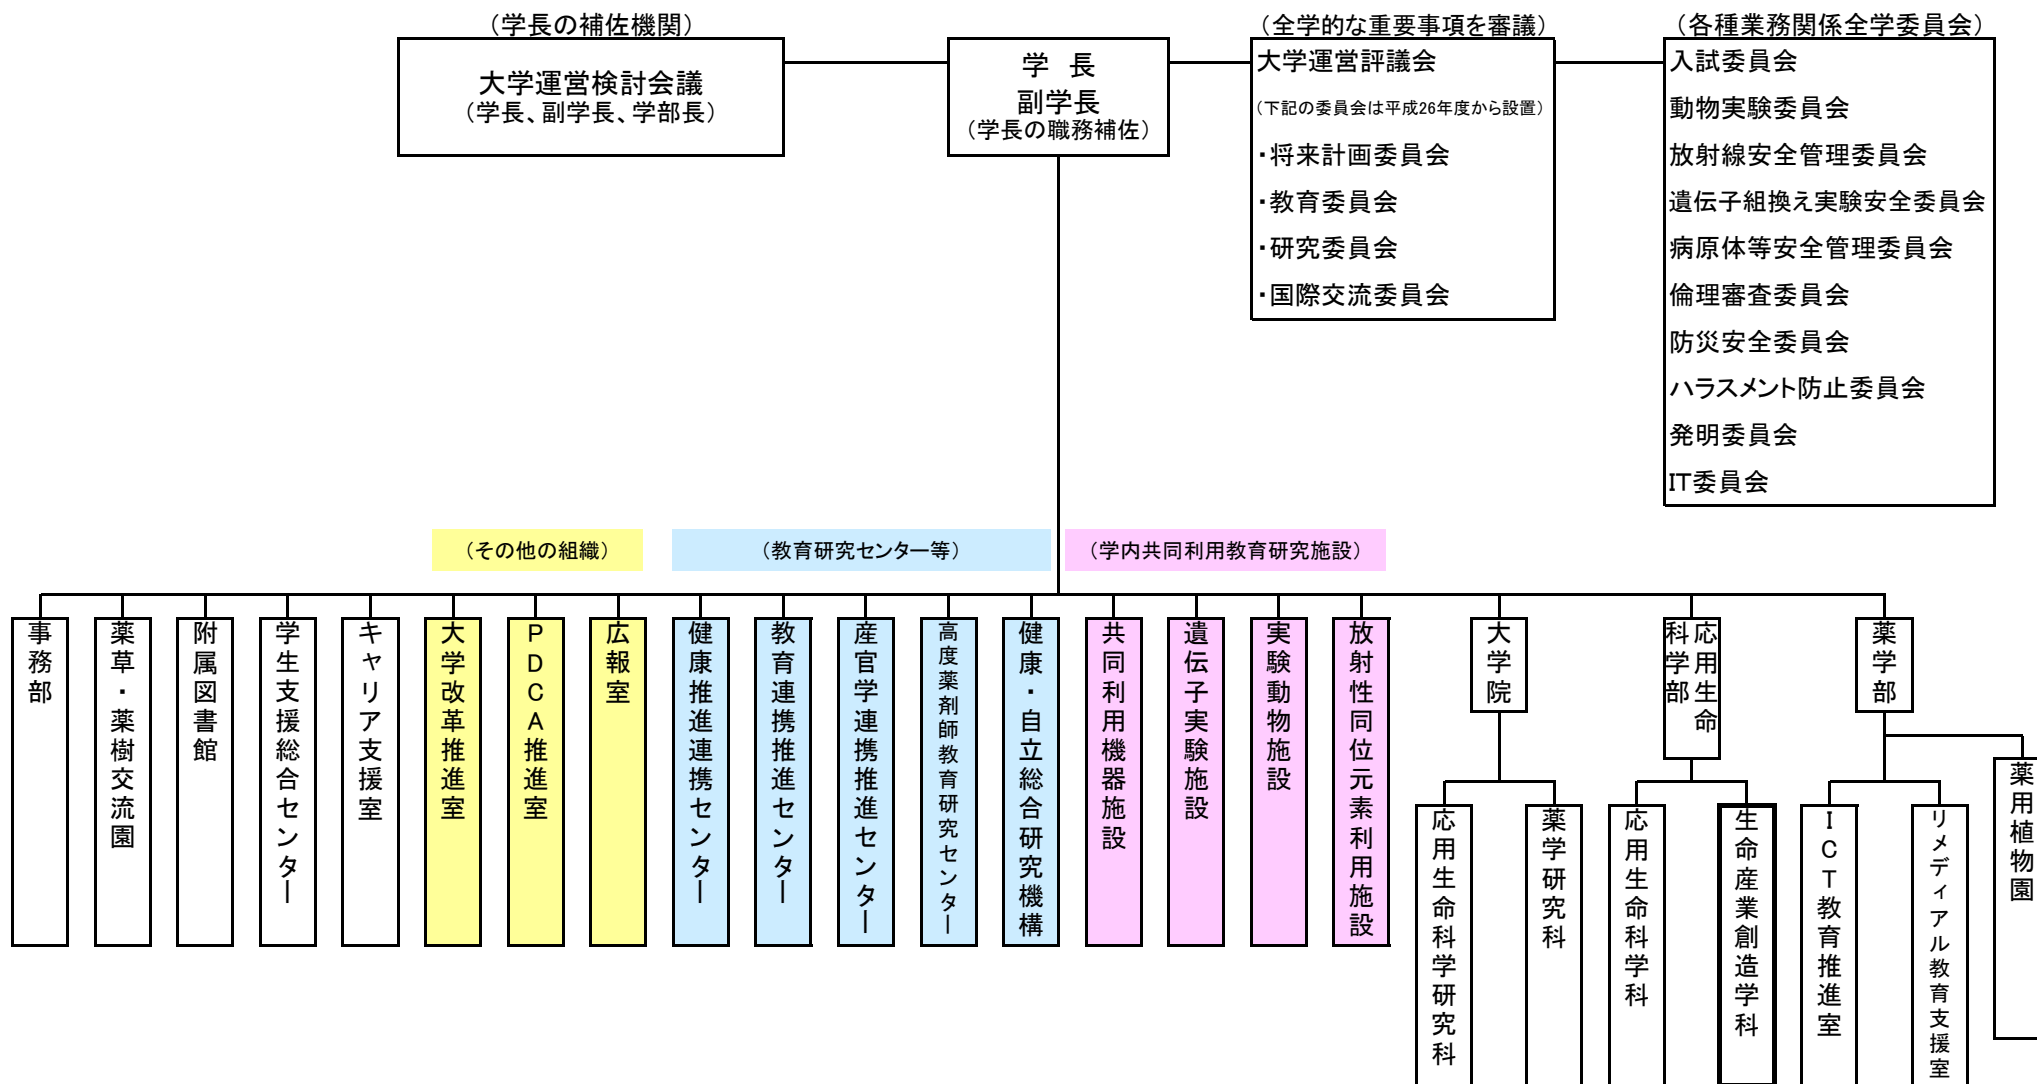 （学長の補佐機関）
大学運営検討会議
（学長、副学長、学部長）
学　長
副学長
（学長の職務補佐）
（全学的な重要事項を審議）
大学運営評議会
（下記の委員会は平成26年度から設置）
・将来計画委員会
・教育委員会
・研究委員会
・国際交流委員会
（各種業務関係全学委員会）
入試委員会
動物実験委員会
放射線安全管理委員会
遺伝子組換え実験安全委員会
病原体等安全管理委員会
倫理審査委員会
防災安全委員会
ハラスメント防止委員会
発明委員会
IT委員会
（その他の組織）
（教育研究センター等）
（学内共同利用教育研究施設）
事務部
薬草・薬樹交流園
附属図書館
学生支援総合センター
キャリア支援室
大学改革推進室
PDCA推進室
広報室
健康推進連携センター
教育連携推進センター
産官学連携推進センター
高度薬剤師教育研究センター
健康・自立総合研究機構
共同利用機器施設
遺伝子実験施設
実験動物施設
放射性同位元素利用施設
大学院
応用生命
科学部
薬学部
応用生命科学研究科
薬学研究科
応用生命科学科
生命産業創造学科
ICT教育推進室
リメディアル教育支援室
薬用植物園